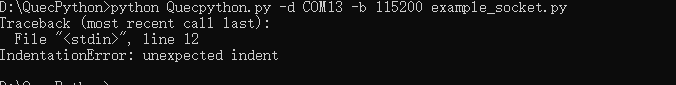 D:\QuecPython>python Quecpython.py -d COM13 -b 115200 example_socket.py
Traceback (most recent call last):
  File "<stdin>", line 12
IndentationError: unexpected indent
D:\QuecPython>